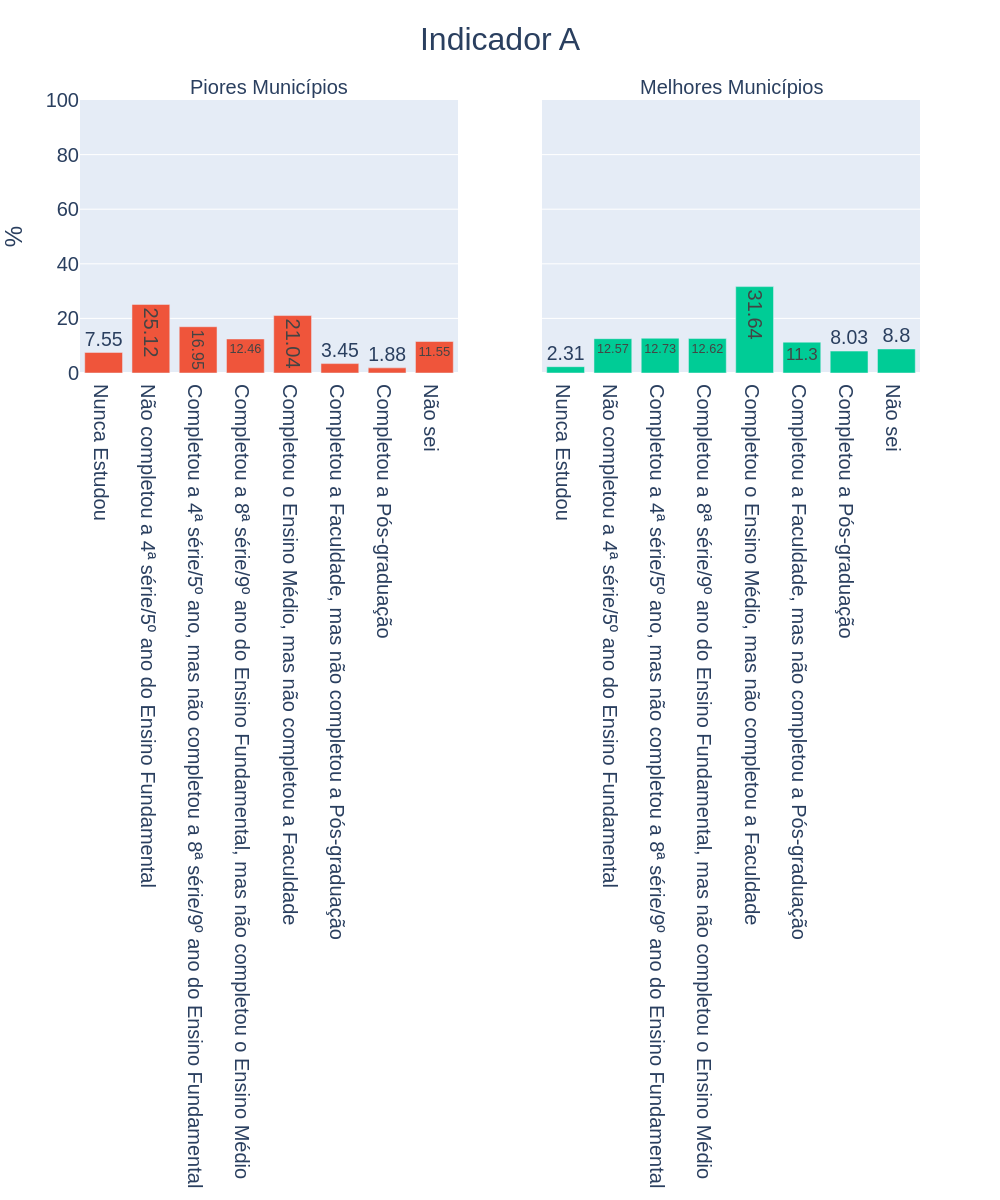 Indicador A
Piores Municípios
Melhores Municípios
%
100
80
60
40
20
0
7.55
25.12
16.95
12.46
21.04
3.45
1.88
11.55
2.31
12.57
12.73
12.62
31.64
11.3
8.03
8.8
Nunca Estudou
Não completou a 4ª série/5º ano do Ensino Fundamental
Completou a 4ª série/5º ano, mas não completou a 8ª série/9º ano do Ensino Fundamental
Completou a 8ª série/9º ano do Ensino Fundamental, mas não completou o Ensino Médio
Completou o Ensino Médio, mas não completou a Faculdade
Completou a Faculdade, mas não completou a Pós-graduação
Completou a Pós-graduação
Não sei
Nunca Estudou
Não completou a 4ª série/5º ano do Ensino Fundamental
Completou a 4ª série/5º ano, mas não completou a 8ª série/9º ano do Ensino Fundamental
Completou a 8ª série/9º ano do Ensino Fundamental, mas não completou o Ensino Médio
Completou o Ensino Médio, mas não completou a Faculdade
Completou a Faculdade, mas não completou a Pós-graduação
Completou a Pós-graduação
Não sei